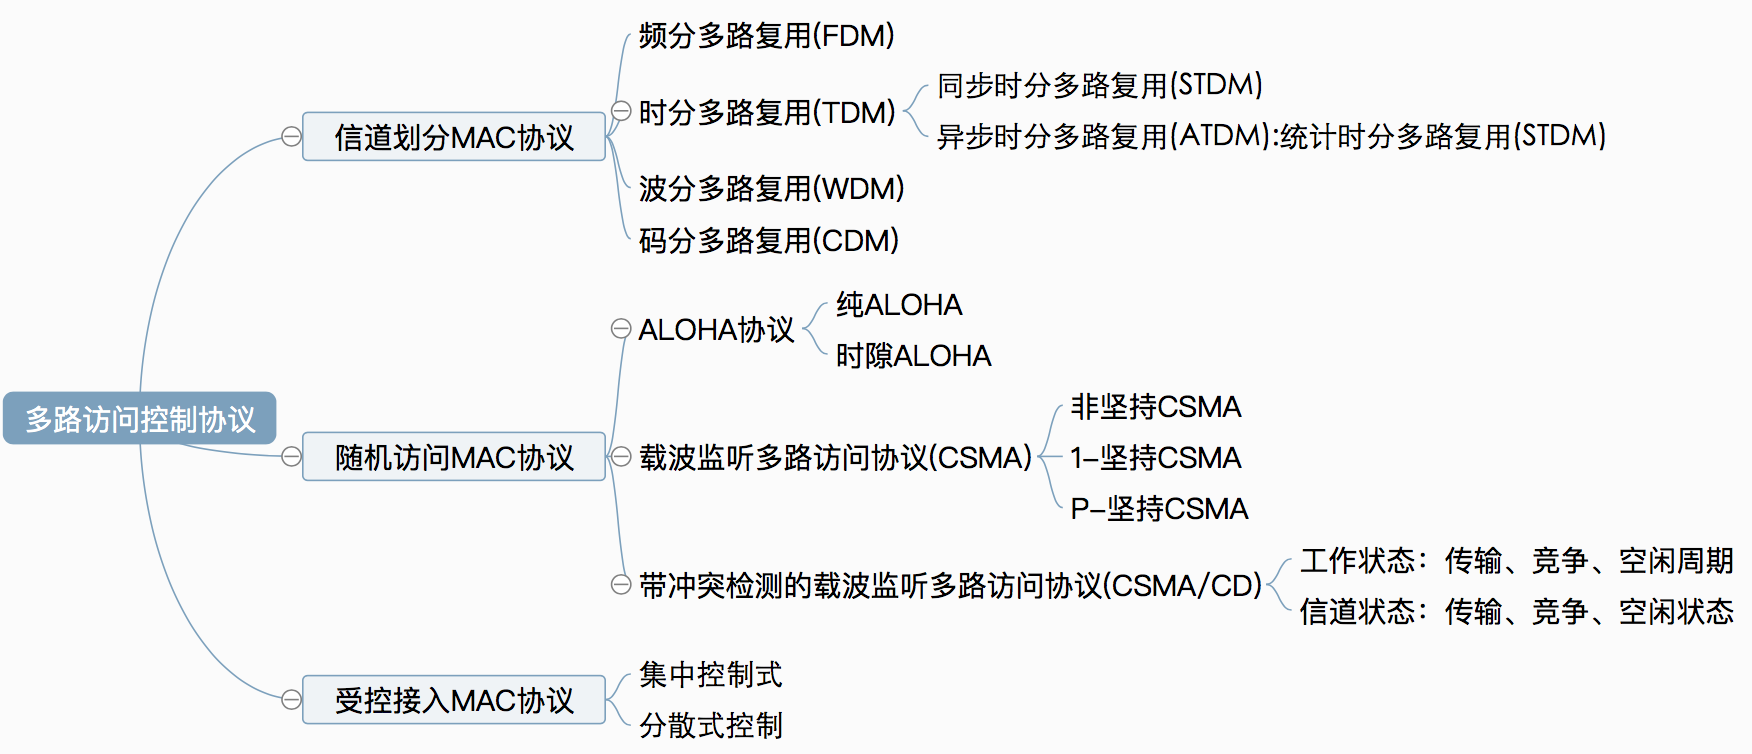 多路访问控制协议
信道划分MAC协议
频分多路复用(FDM)
时分多路复用(TDM)
同步时分多路复用(STDM)
异步时分多路复用(ATDM):统计时分多路复用(STDM)
波分多路复用(WDM)
码分多路复用(CDM)
随机访问MAC协议
ALOHA协议
纯ALOHA
时隙ALOHA
载波监听多路访问协议(CSMA)
非坚持CSMA
1-坚持CSMA
P-坚持CSMA
带冲突检测的载波监听多路访问协议(CSMA/CD)
工作状态：传输、竞争、空闲周期
信道状态：传输、竞争、空闲状态
受控接入MAC协议
集中控制式
分散式控制